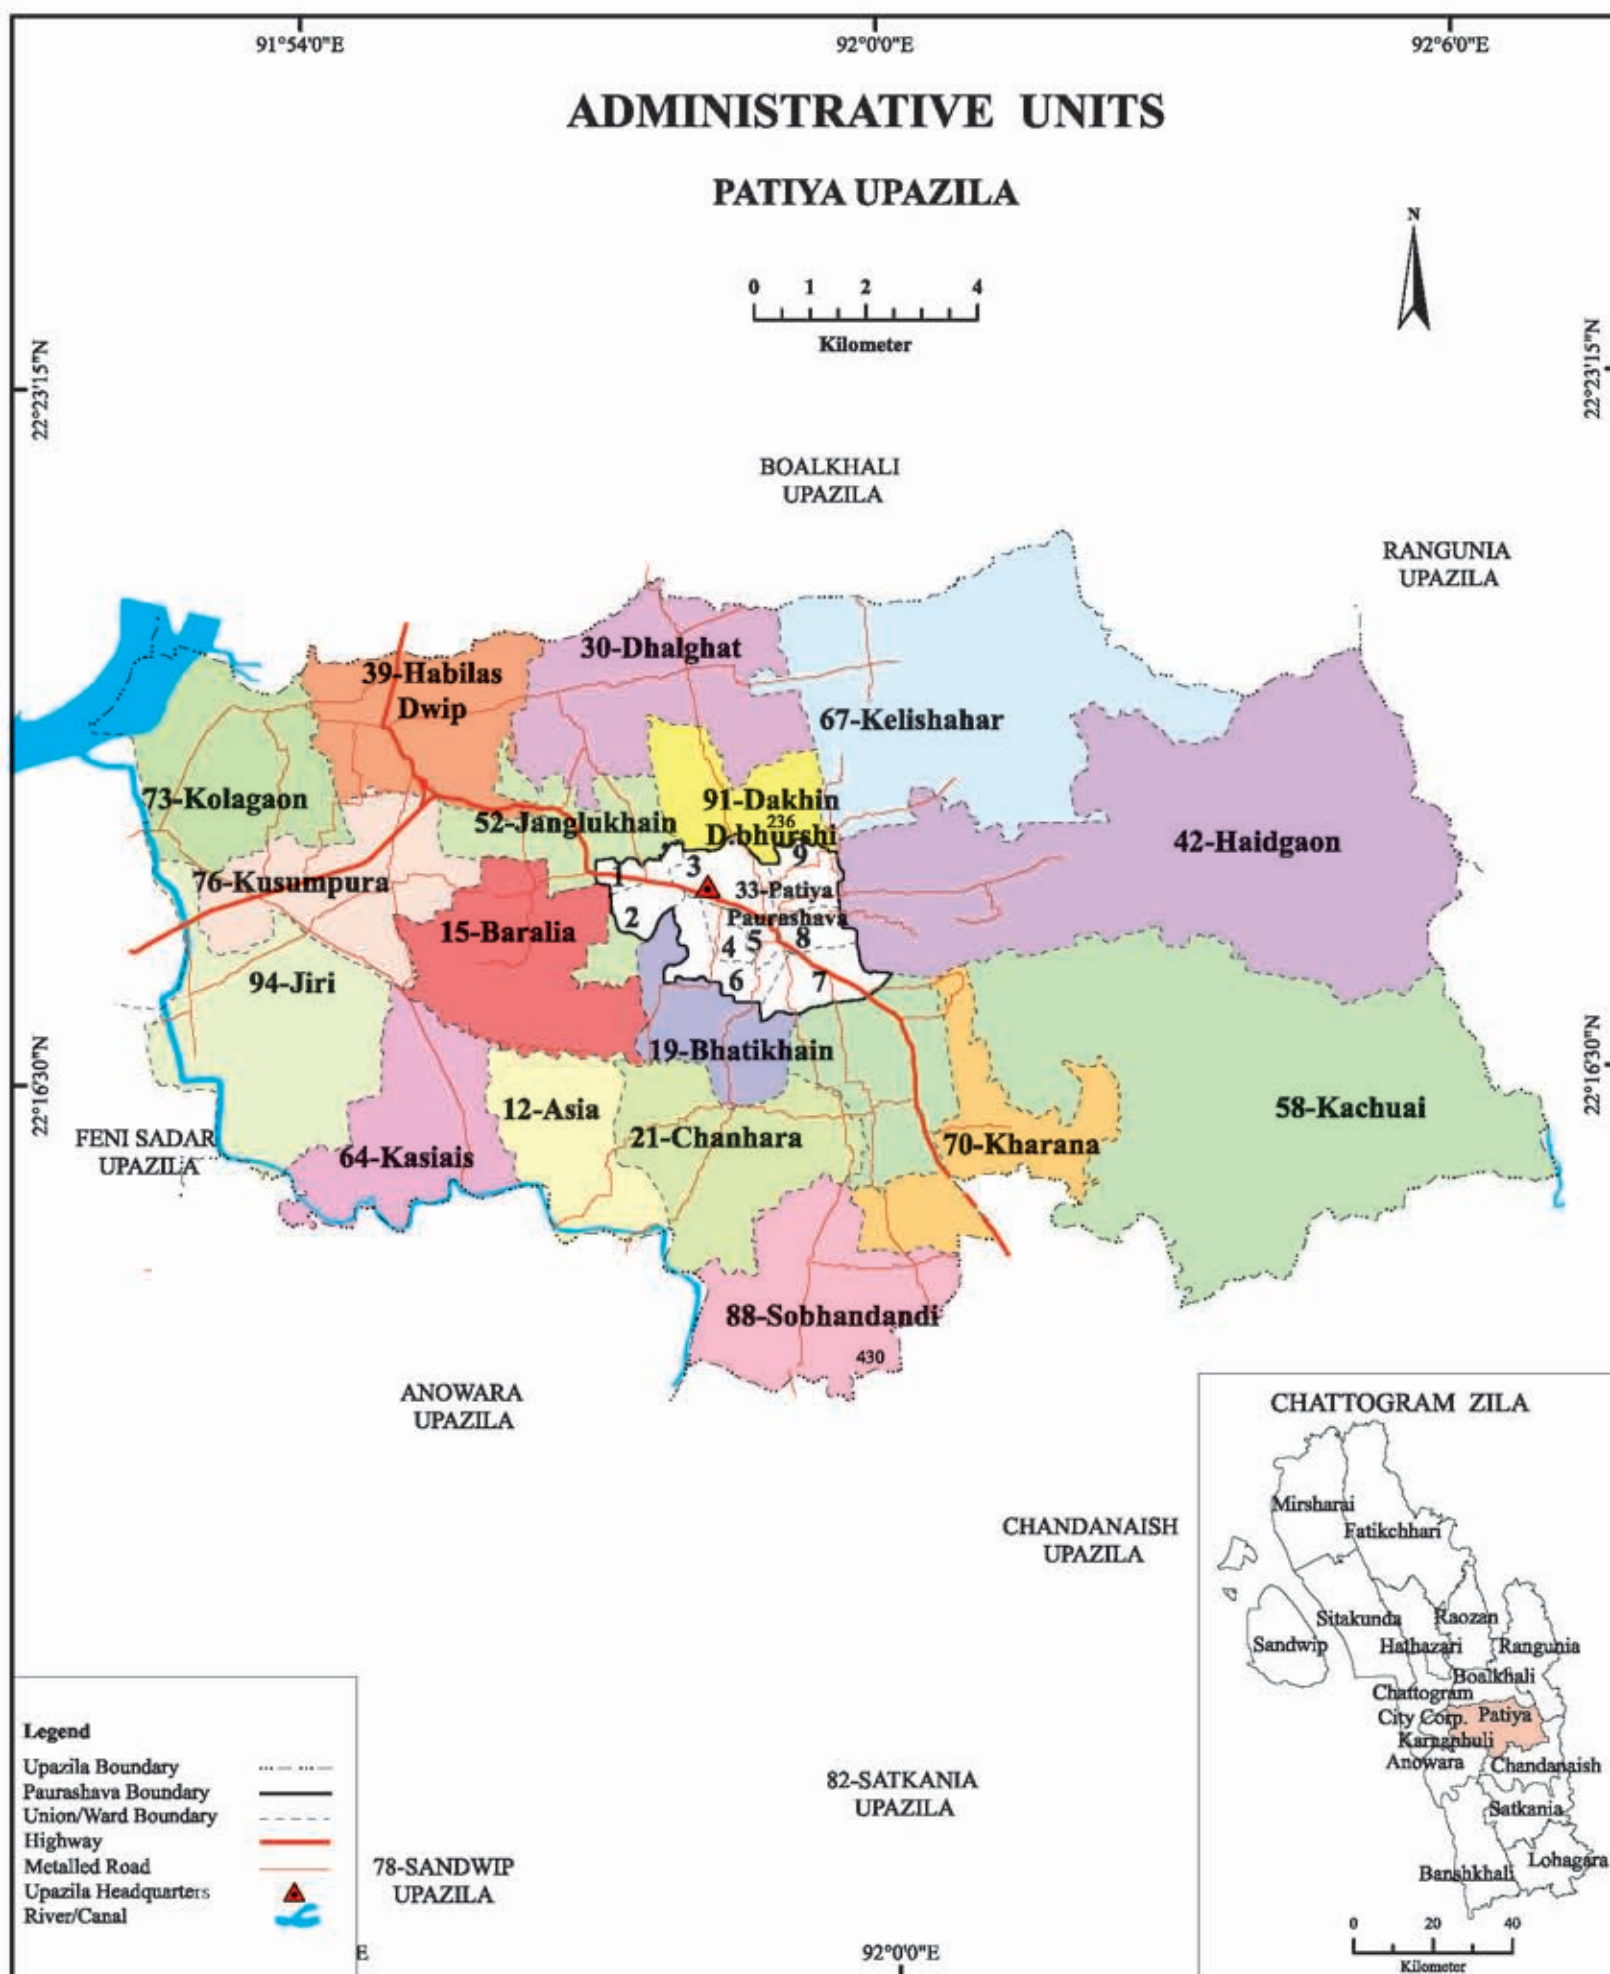 91°54'0"E
92°0'0"E
92°6'0"E
ADMINISTRATIVE UNITS
PATIYA UPAZILA
N
0 1 2 4
Kilometer
22°23'15"N
22°23'15"N
BOALKHALI
UPAZILA
RANGUNIA
UPAZILA
30-Dhalghat
39-Habilas
Dwip
67-Kelishahar
73-Kolagaon
91-Dakhin
D.bhurshi
236
52-Janglukhain
42-Haidgaon
9
3
1
76-Kusumpura
33-Patiya
Paurashava
2
15-Baralia
4
5
8
94-Jiri
6
7
19-Bhatikhain
22°16'30"N
22°16'30"N
12-Asia
58-Kachuai
FENI SADAR
UPAZILA
21-Chanhara
70-Kharana
64-Kasiais
88-Sobhandandi
430
ANOWARA
UPAZILA
CHANDANAISH
UPAZILA
82-SATKANIA
UPAZILA
78-SANDWIP
UPAZILA
E
92°0'0"E
Legend
Upazila Boundary
Paurashava Boundary
Union/Ward Boundary
Highway
Metalled Road
Upazila Headquarters
River/Canal
CHATTOGRAM ZILA
Mirsharai
Fatikchhari
Sitakunda
Raozan
Sandwip
Hathazari
Rangunia
Boalkhali
Chattogram
City Corp.
Patiya
Karnaphuli
Anowara
Chandanaish
Satkania
Lohagara
Banshkhali
0 20 40
Kilometer